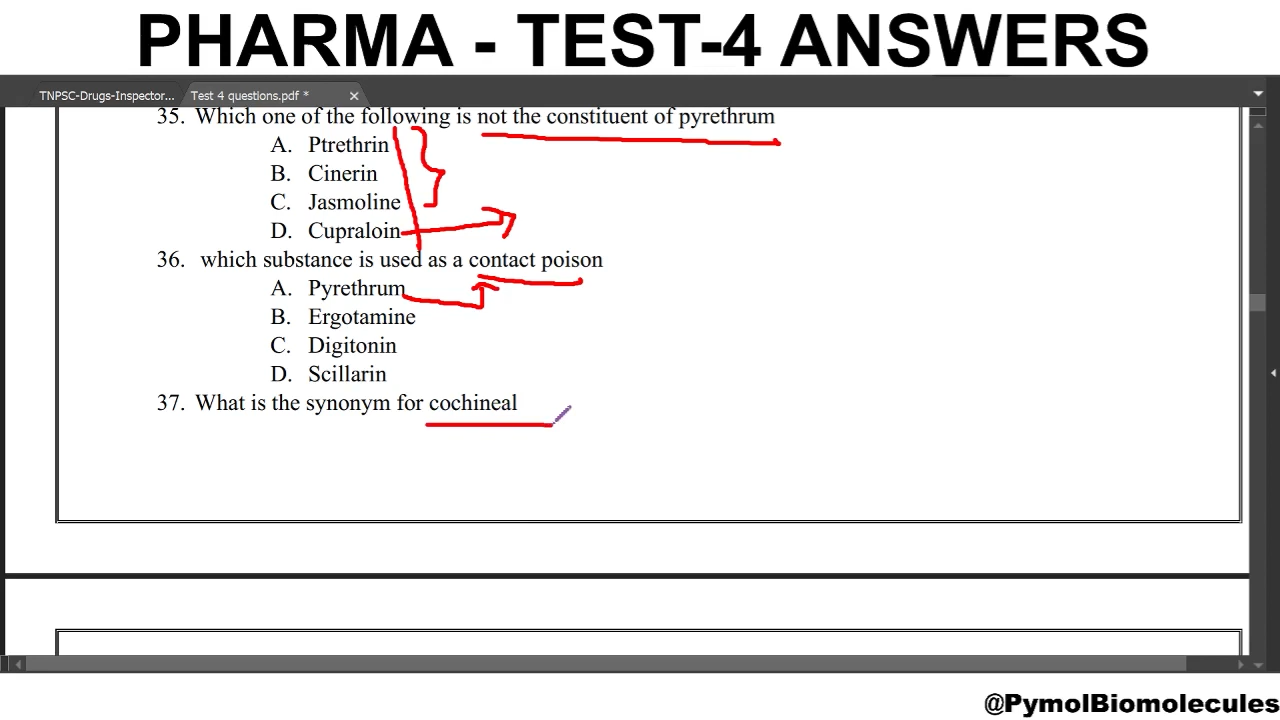 PHARMA - TEST-4 ANSWERS
TNPSC-Drugs-Inspector... Test 4 questions.pdf *
35. Which one of the following is not the constituent of pyrethrum
A. Ptrethrin
B. Cinerin
C. Jasmoline
D. Cupraloin
36. which substance is used as a contact poison
A. Pyrethrum
B. Ergotamine
C. Digitonin
D. Scillarin
37. What is the synonym for cochineal
@PymolBiomolecules